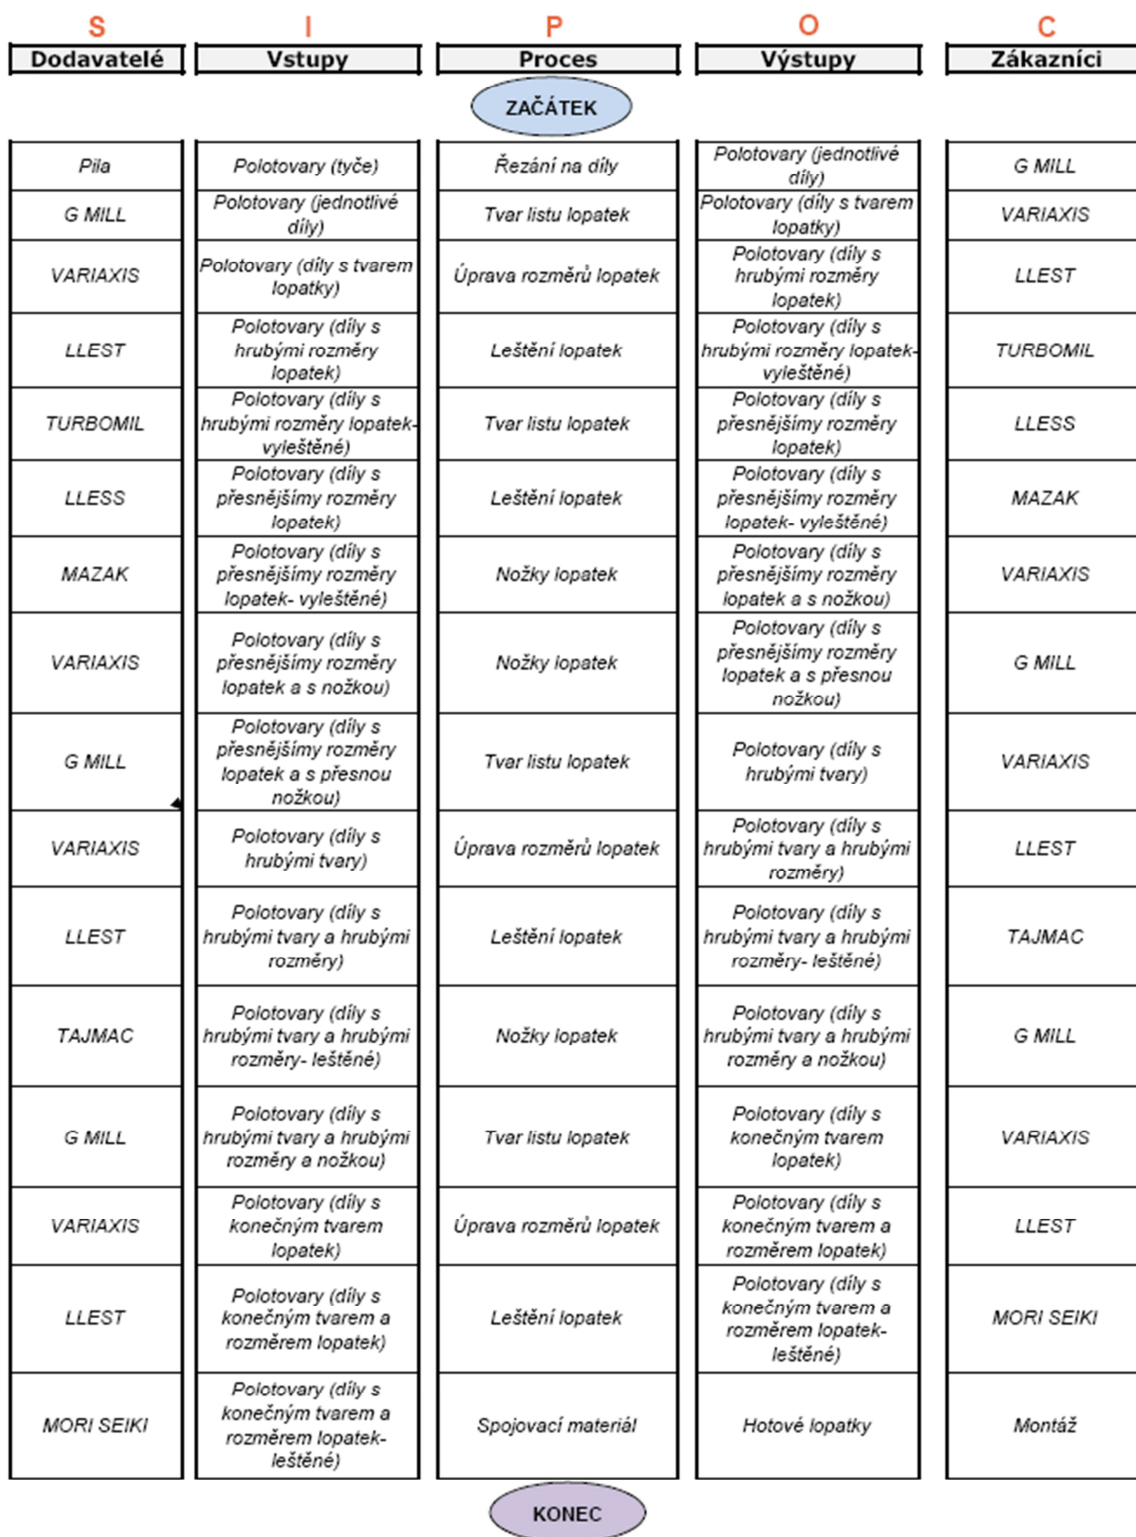 S I P O C
Dodavatelé Vstupy Proces Výstupy Zákazníci
ZAČÁTEK
Pila
Polotovary (tyče)
Řezání na díly
Polotovary (jednotlivé
díly)
G MILL
G MILL
Polotovary (jednotlivé
díly)
Tvar listu lopatek
Polotovary (díly s tvarem
lopatky)
VARIAXIS
VARIAXIS
Polotovary (díly s tvarem
lopatky)
Úprava rozměrů lopatek
Polotovary (díly s
hrubými rozměry
lopatek)
LLEST
LLEST
Polotovary (díly s
hrubými rozměry
lopatek)
Leštění lopatek
Polotovary (díly s
hrubými rozměry lopatek-
vyleštěné)
TURBOMIL
TURBOMIL
Polotovary (díly s
hrubými rozměry lopatek-
vyleštěné)
Tvar listu lopatek
Polotovary (díly s
přesnějšímy rozměry
lopatek)
LLESS
LLESS
Polotovary (díly s
přesnějšímy rozměry
lopatek)
Leštění lopatek
Polotovary (díly s
přesnějšímy rozměry
lopatek- vyleštěné)
MAZAK
MAZAK
Polotovary (díly s
přesnějšímy rozměry
lopatek- vyleštěné)
Nožky lopatek
Polotovary (díly s
přesnějšímy rozměry
lopatek a s nožkou)
VARIAXIS
VARIAXIS
Polotovary (díly s
přesnějšímy rozměry
lopatek a s nožkou)
Nožky lopatek
Polotovary (díly s
přesnějšímy rozměry
lopatek a s přesnou
nožkou)
G MILL
G MILL
Polotovary (díly s
přesnějšímy rozměry
lopatek a s přesnou
nožkou)
Tvar listu lopatek
Polotovary (díly s
hrubými tvary)
VARIAXIS
VARIAXIS
Polotovary (díly s
hrubými tvary)
Úprava rozměrů lopatek
Polotovary (díly s
hrubými tvary a hrubými
rozměry)
LLEST
LLEST
Polotovary (díly s
hrubými tvary a hrubými
rozměry)
Leštění lopatek
Polotovary (díly s
hrubými tvary a hrubými
rozměry- leštěné)
TAJMAC
TAJMAC
Polotovary (díly s
hrubými tvary a hrubými
rozměry- leštěné)
Nožky lopatek
Polotovary (díly s
hrubými tvary a hrubými
rozměry a nožkou)
G MILL
G MILL
Polotovary (díly s
hrubými tvary a hrubými
rozměry a nožkou)
Tvar listu lopatek
Polotovary (díly s
konečným tvarem
lopatek)
VARIAXIS
VARIAXIS
Polotovary (díly s
konečným tvarem
lopatek)
Úprava rozměrů lopatek
Polotovary (díly s
konečným tvarem a
rozměrem lopatek)
LLEST
LLEST
Polotovary (díly s
konečným tvarem a
rozměrem lopatek)
Leštění lopatek
Polotovary (díly s
konečným tvarem a
rozměrem lopatek-
leštěné)
MORI SEIKI
MORI SEIKI
Polotovary (díly s
konečným tvarem a
rozměrem lopatek-
leštěné)
Spojovací materiál
Hotové lopatky
Montáž
KONEC